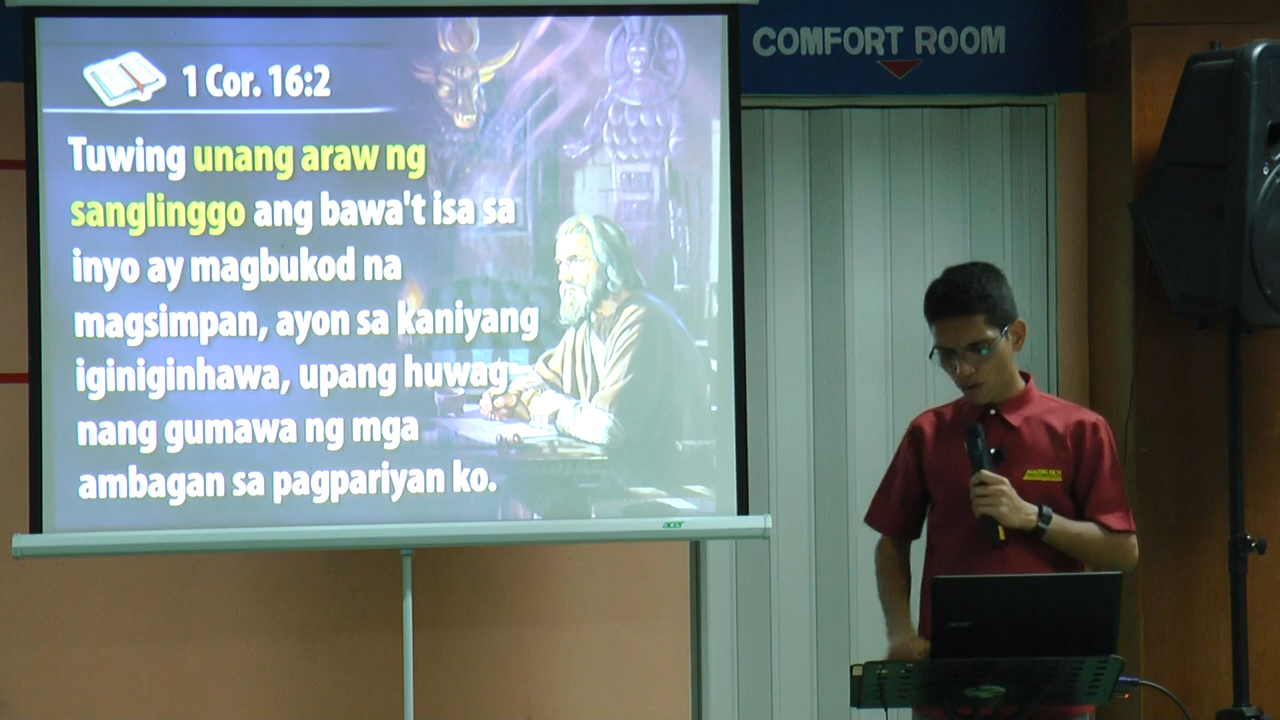 COMFORT ROOM
1 Cor. 16:2
Tuwing unang araw ng
sanglinggo ang bawa't isa sa
inyo ay magbukod na
magsimpan, ayon sa kaniyang
iginiginhawa, upang huwag
nang gumawa ng mga
ambagan sa pagpariyan ko.
acer
acer